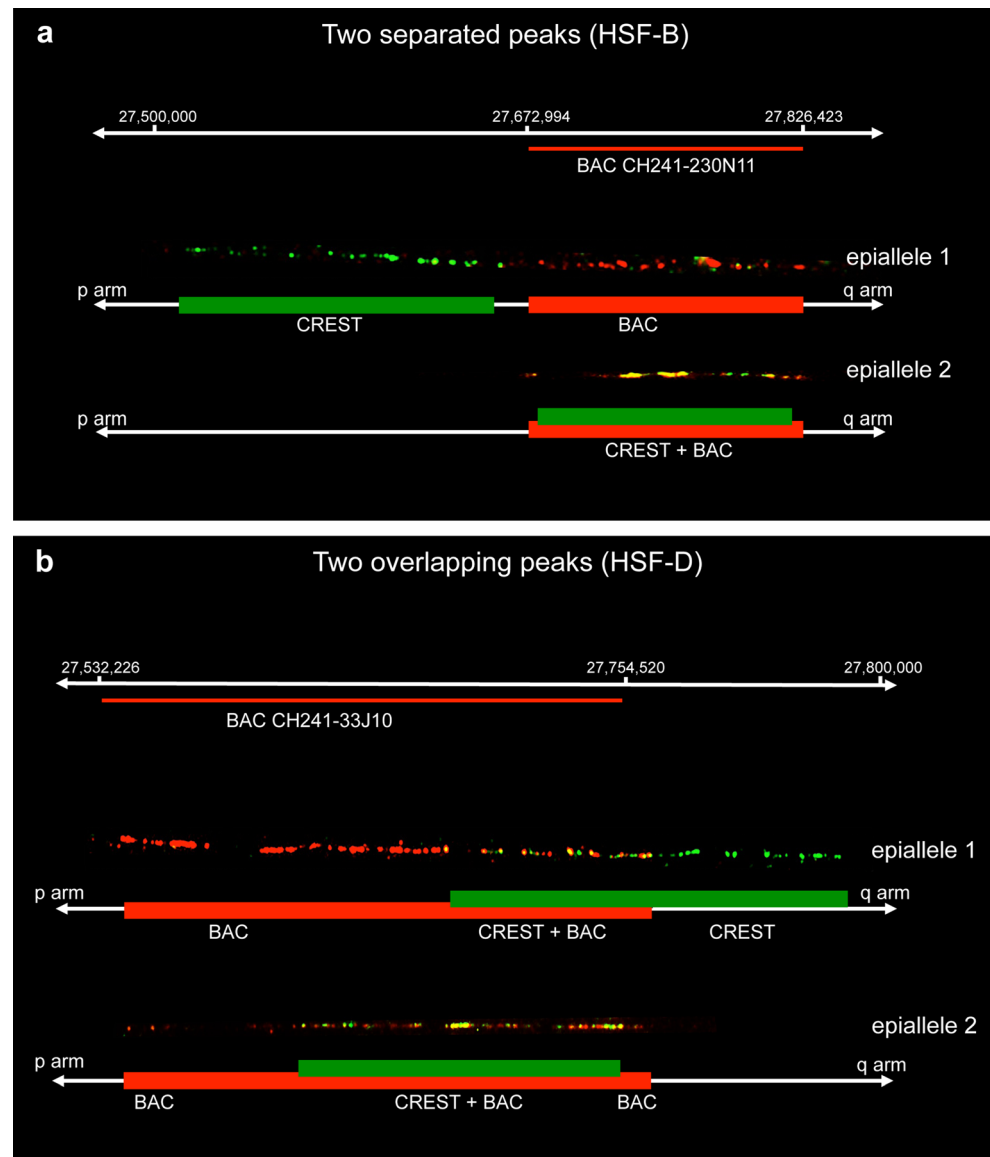 a
Two separated peaks (HSF-B)
27,500,000 27,672,994 27,826,423
BAC CH241-230N11
epiallele 1
p arm q arm
CREST BAC
epiallele 2
p arm q arm
CREST + BAC
b
Two overlapping peaks (HSF-D)
27,532,226 27,754,520 27,800,000
BAC CH241-33J10
epiallele 1
p arm q arm
BAC CREST + BAC CREST
epiallele 2
p arm q arm
BAC CREST + BAC BAC